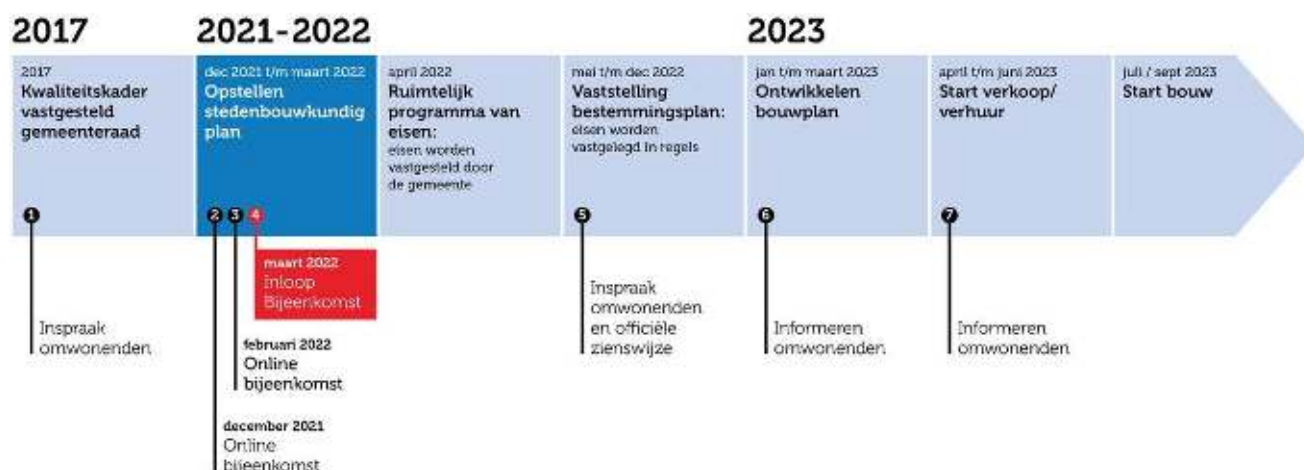 2017
2021-2022
2023
2017
Kwaliteitskader
vastgesteld
gemeenteraad
dec 2021 t/m maart 2022
Opstellen
stedenbouwkundig
plan
april 2022
Ruimtelijk
programma van
eisen:
eisen worden
vastgesteld door
de gemeente
mei t/m dec 2022
Vaststelling
bestemmingsplan:
eisen worden
vastgelegd in regels
jan t/m maart 2023
Ontwikkelen
bouwplan
april t/m juni 2023
Start verkoop/
verhuur
juli / sept 2023
Start bouw
1
2
3
4
5
6
7
Inspraak
omwonenden
maart 2022
Inloop
Bijeenkomst
februari 2022
Online
bijeenkomst
december 2021
Online
bijeenkomst
Inspraak
omwonenden
en officiële
zienswijze
Informeren
omwonenden
Informeren
omwonenden